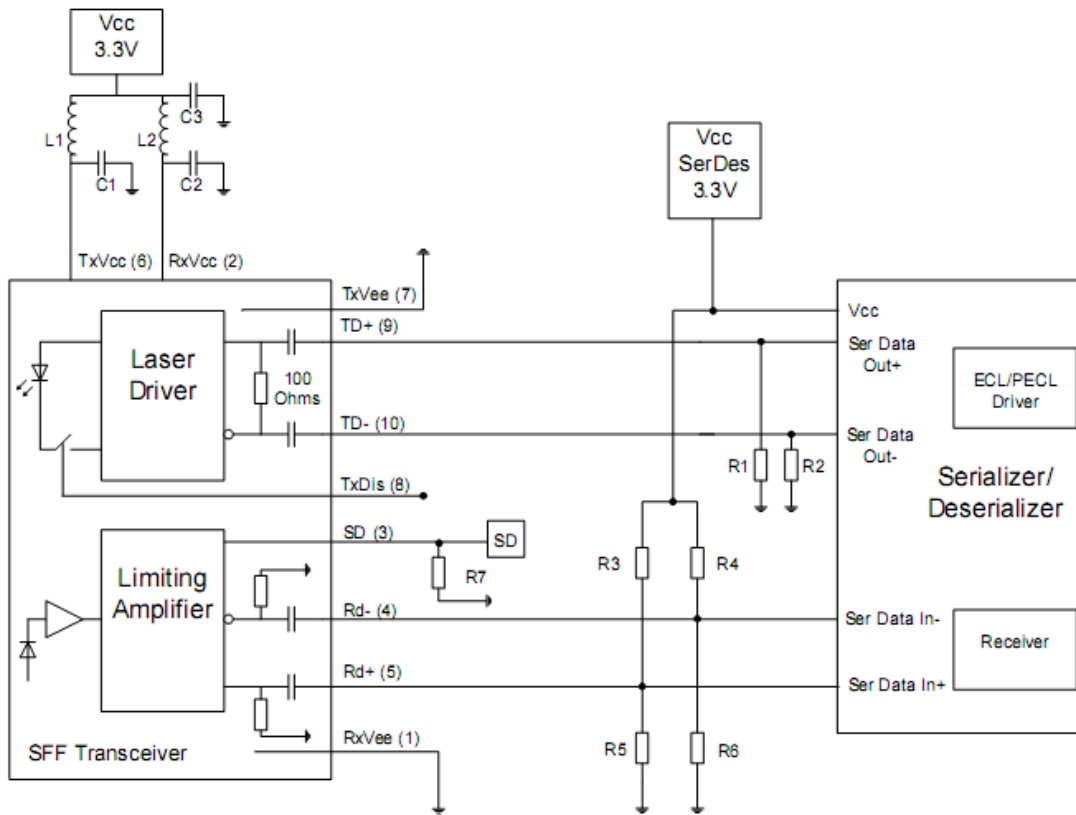 Vcc
3.3V
C3
L1
L2
C1
C2
Vcc
SerDes
3.3V
TxVcc (6)
RxVcc (2)
TxVee (7)
TD+ (9)
Vcc
Laser
Driver
100
Ohms
Ser Data
Out+
ECL/PECL
Driver
TD- (10)
Ser Data
Out-
R1
R2
Serializer/
Deserializer
TxDis (8)
SD (3)
SD
R7
R3
R4
Limiting
Amplifier
Rd- (4)
Ser Data In-
Receiver
Rd+ (5)
Ser Data In+
RxVee (1)
SFF Transceiver
R5
R6